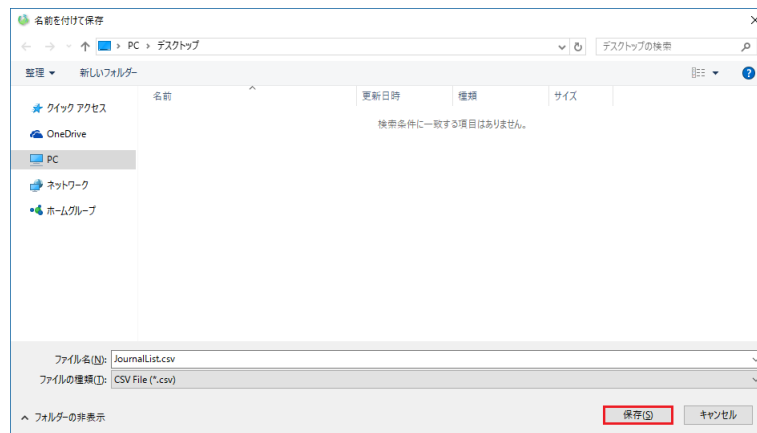 名前を付けて保存
PC › デスクトップ デスクトップの検索
整理 新しいフォルダー
名前 更新日時 種類 サイズ
検索条件に一致する項目はありません。
クイック アクセス
OneDrive
PC
ネットワーク
ホームグループ
ファイル名(N): JournalList.csv
ファイルの種類(T): CSV File (*.csv)
フォルダーの非表示 保存(S) キャンセル